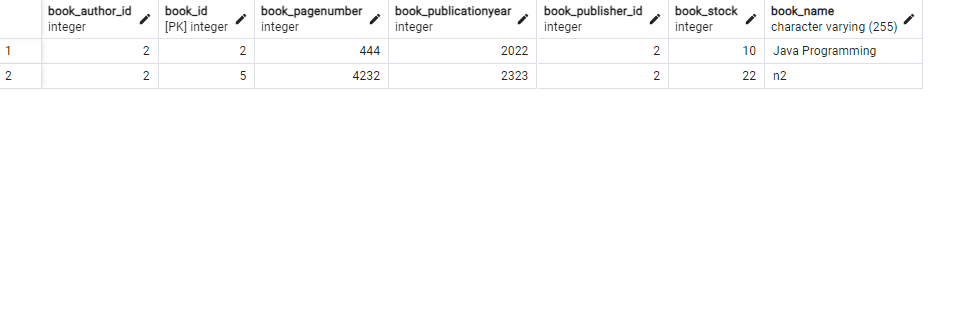 book_author_id book_id book_pagenumber book_publicationyear book_publisher_id book_stock book_name
integer [PK] integer integer integer integer integer character varying (255)
1 2 2 444 2022 2 10 Java Programming
2 2 5 4232 2323 2 22 n2